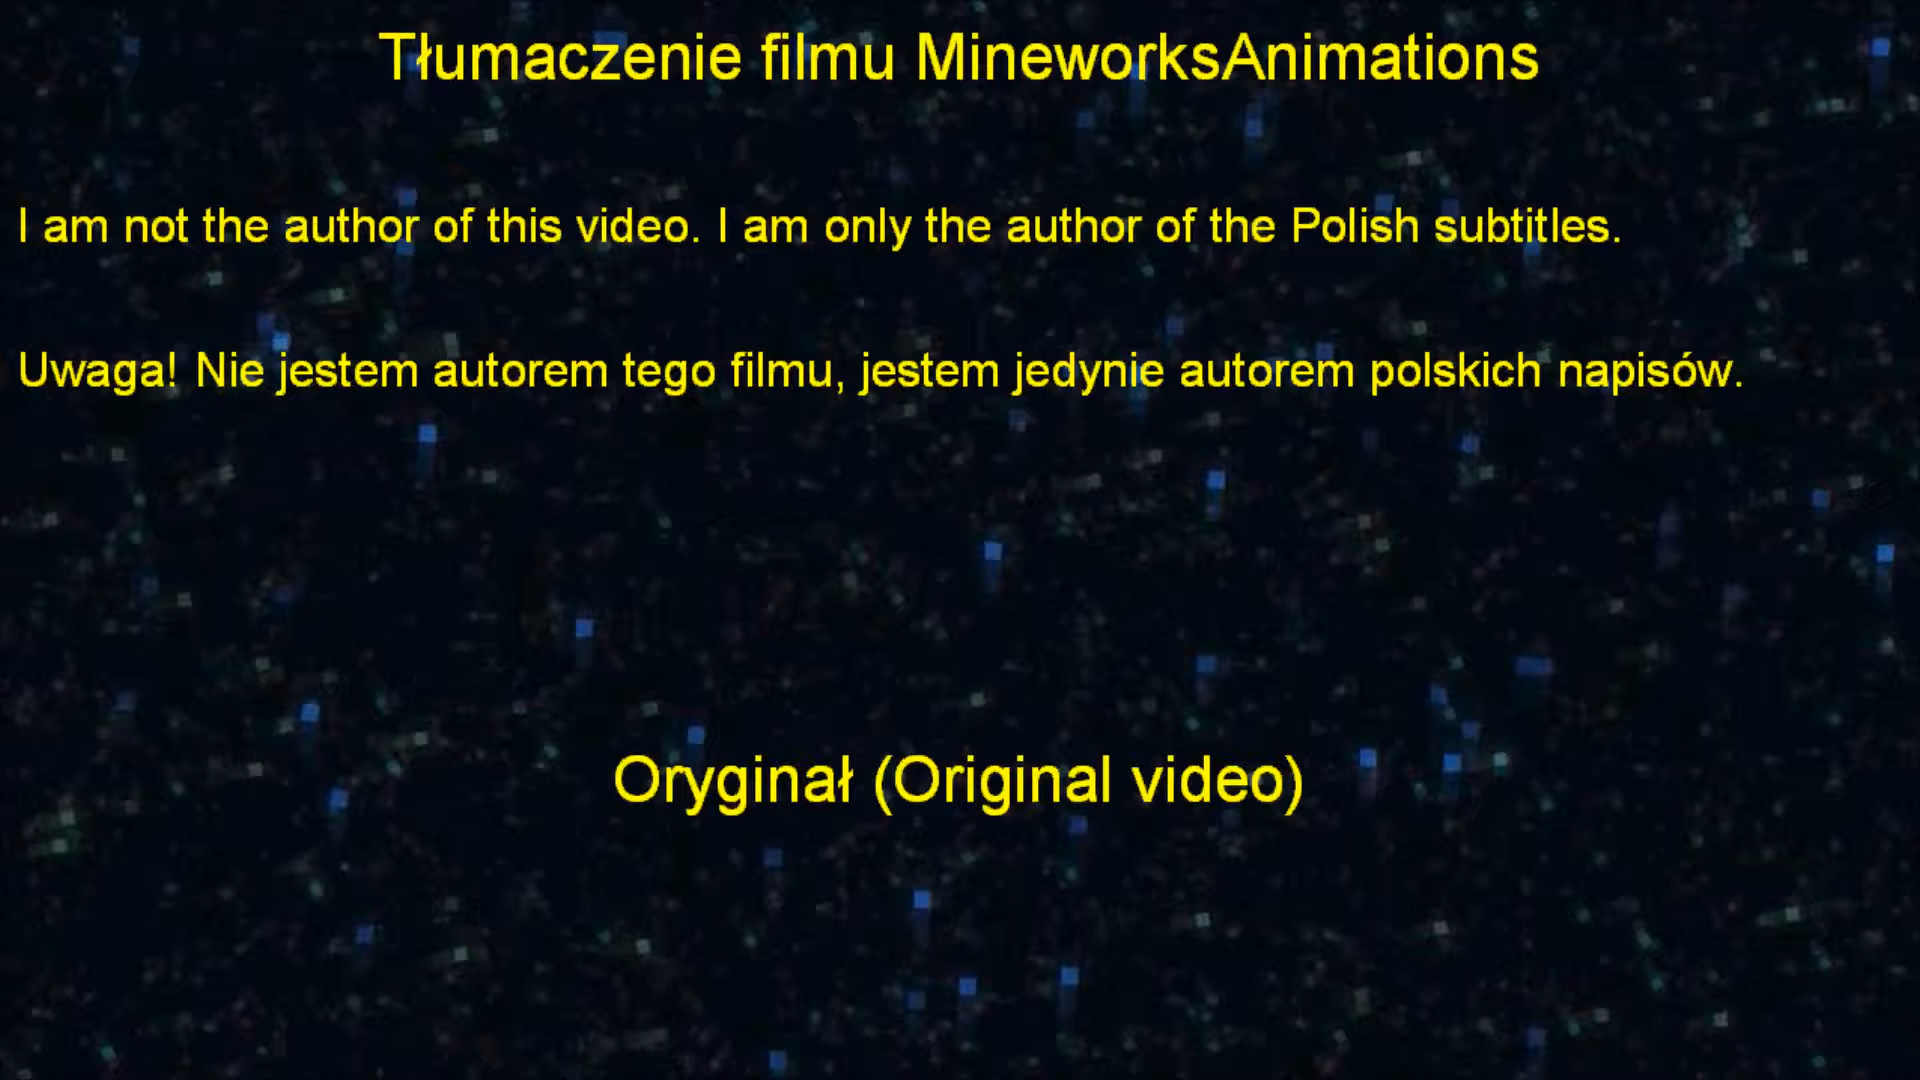 Tłumaczenie filmu MineworksAnimations
I am not the author of this video. I am only the author of the Polish subtitles.
Uwaga! Nie jestem autorem tego filmu, jestem jedynie autorem polskich napisów.
Oryginał (Original video)